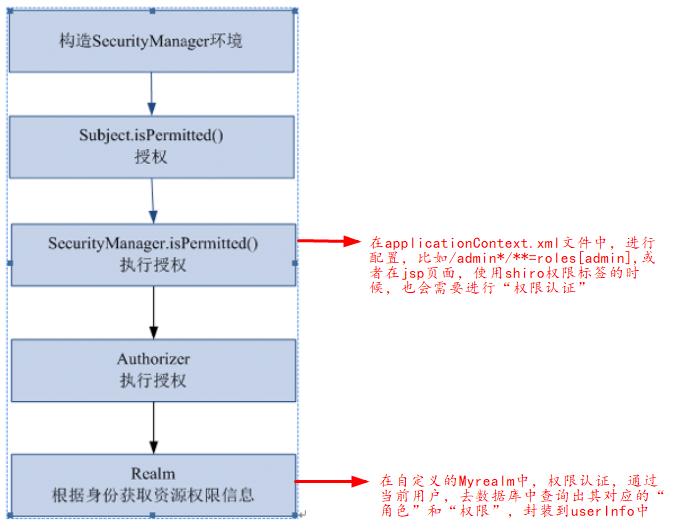 构造SecurityManager环境
Subject.isPermitted()
授权
SecurityManager.isPermitted()
执行授权
在applicationContext.xml文件中，进行
配置，比如/admin*/**=roles[admin],或
者在jsp页面，使用shiro权限标签的时
候，也会需要进行“权限认证”
Authorizer
执行授权
Realm
根据身份获取资源权限信息
在自定义的Myrealm中，权限认证，通过
当前用户，去数据库中查询出其对应的“
角色”和“权限”，封装到userInfo中